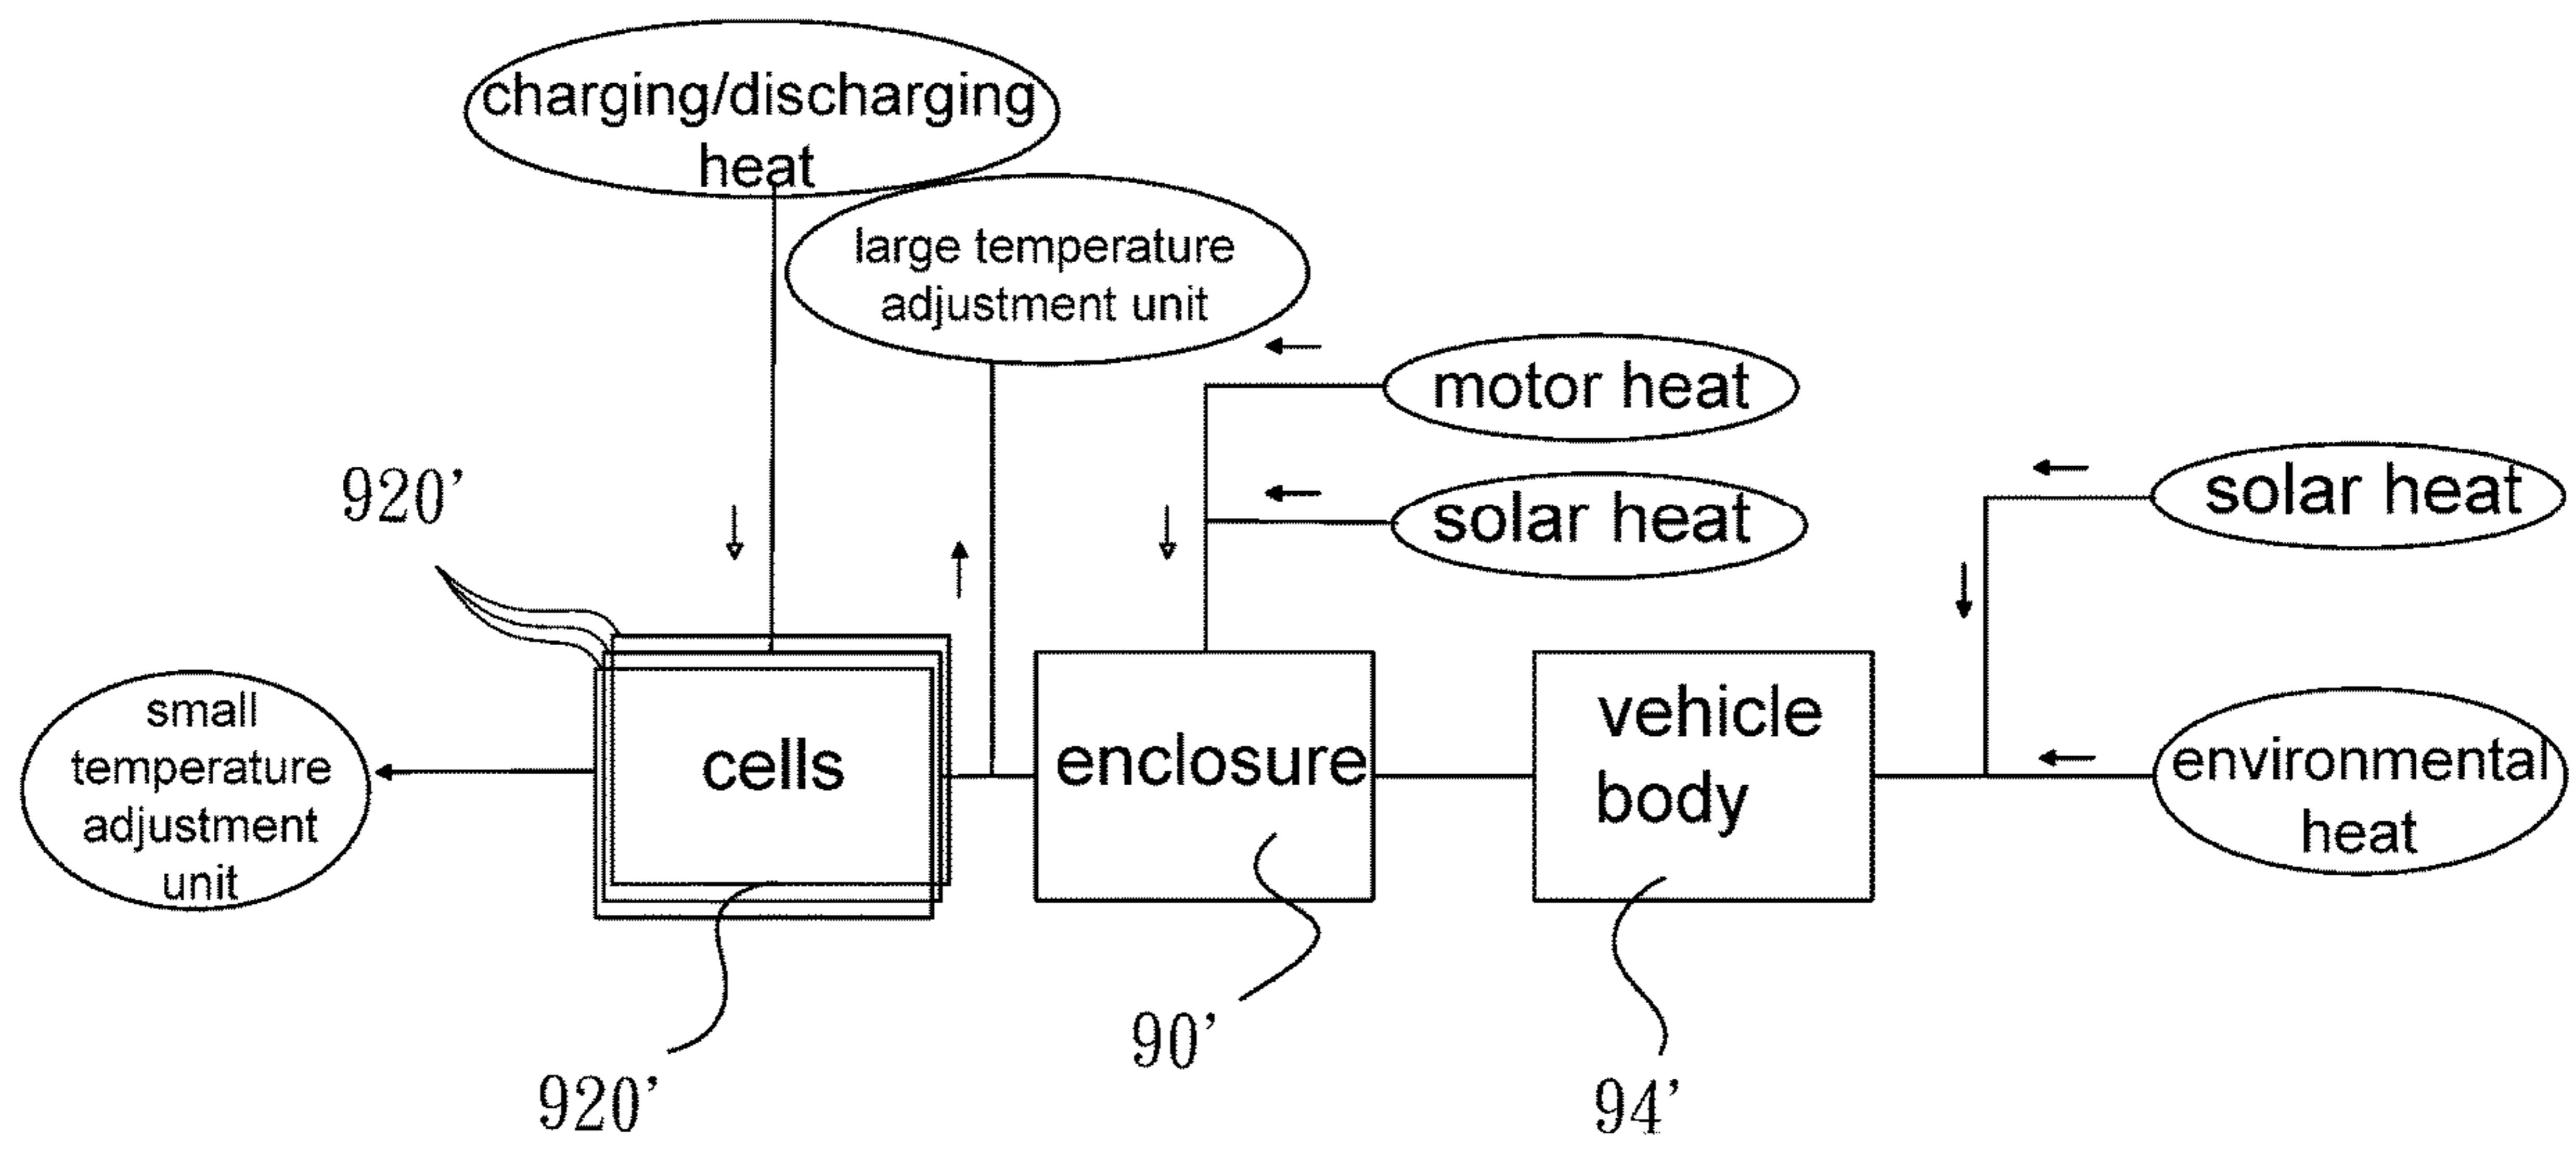 charging/discharging
heat
large temperature
adjustment unit
motor heat
solar heat
solar heat
920’
small
temperature
adjustment
unit
cells
enclosure
vehicle
body
environmental
heat
90’
920’
94’